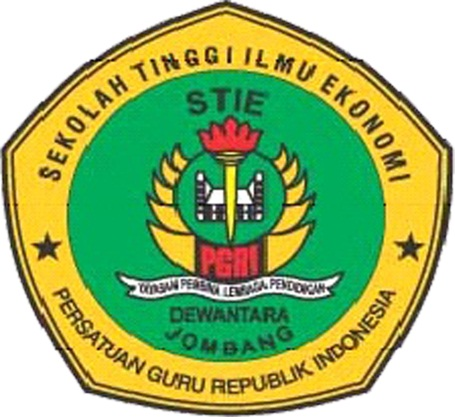 SEKOLAH TINGGI ILMU EKONOMI
STIE
PGRI
YAYASAN PEMBINA LEMBAGA PENDIDIKAN
DEWANTARA
JOMBANG
PERSATUAN GURU REPUBLIK INDONESIA